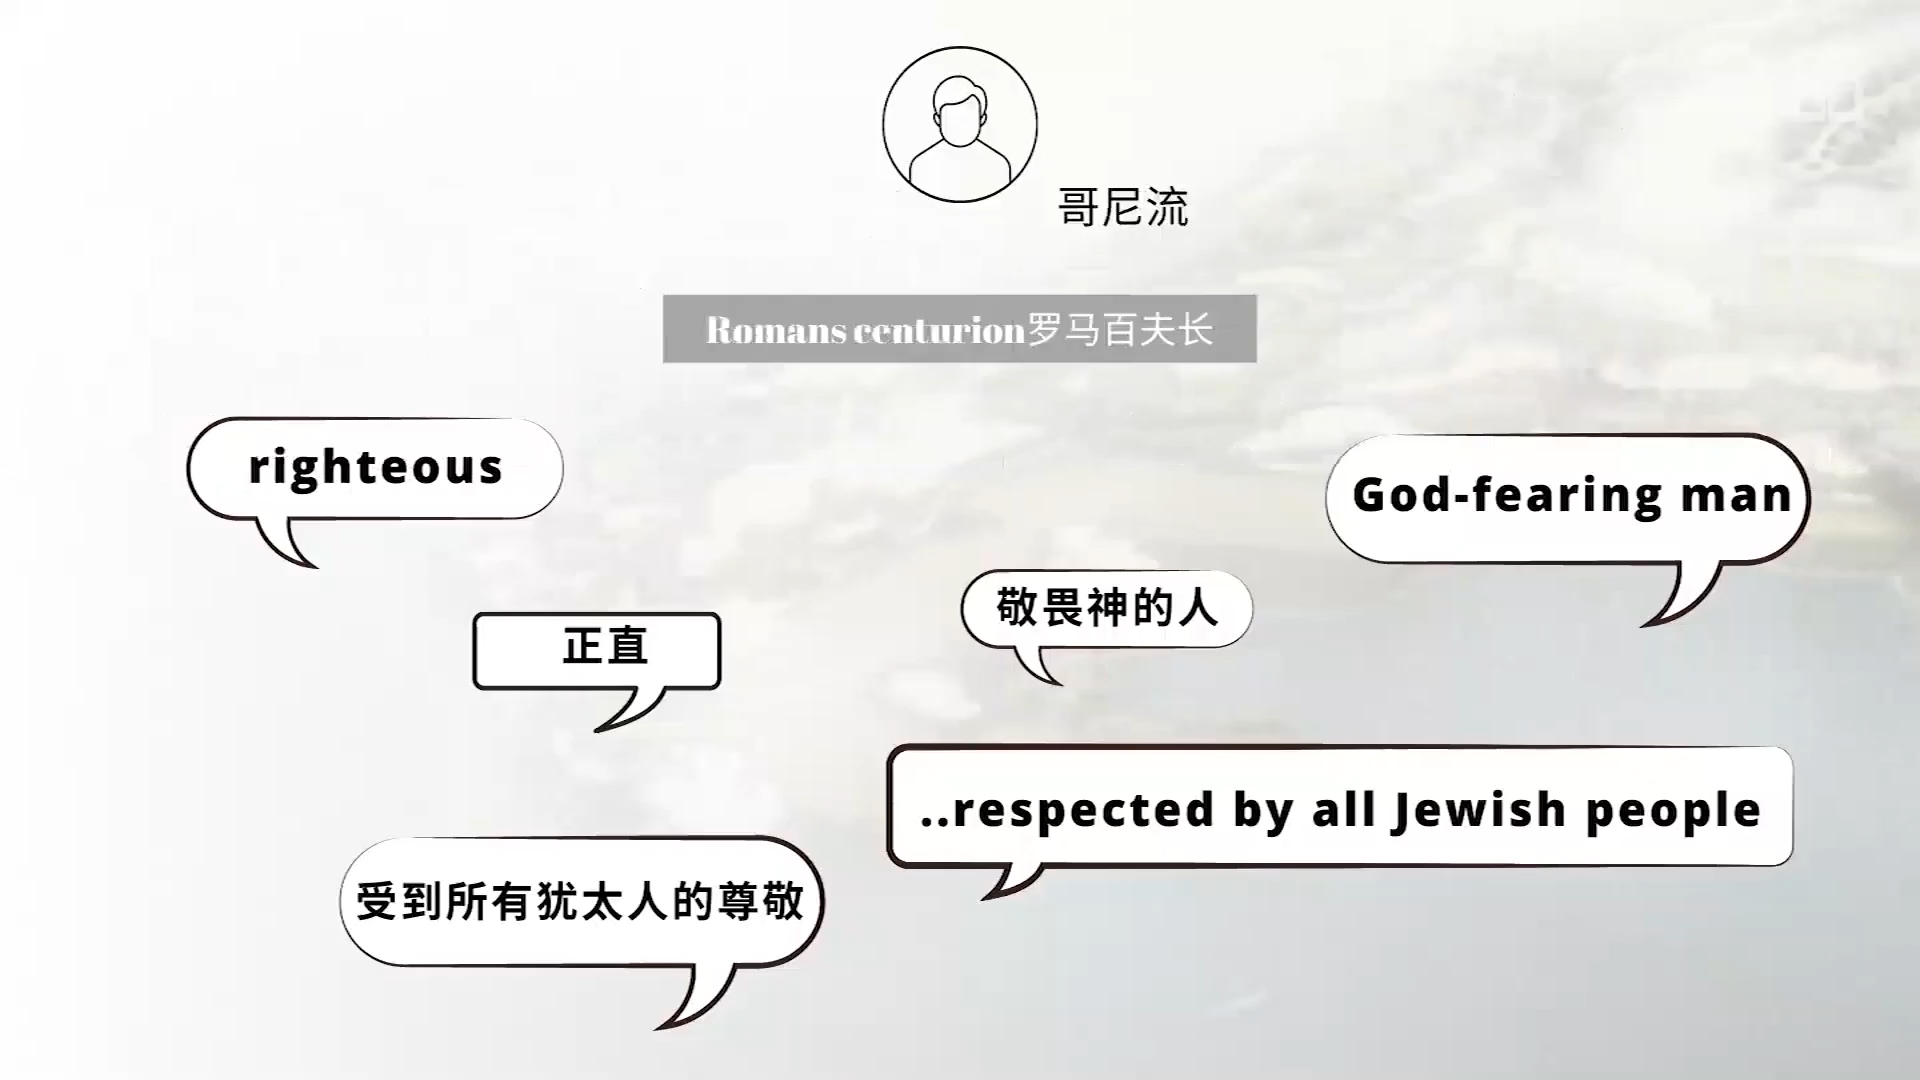 哥尼流
Romans centurion罗马百夫长
righteous
God-fearing man
敬畏神的人
正直
..respected by all Jewish people
受到所有犹太人的尊敬